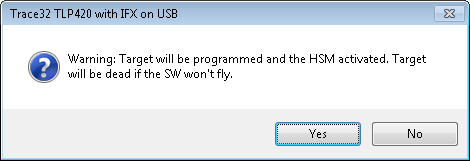 Trace32 TLP420 with IFX on USB
Warning: Target will be programmed and the HSM activated. Target
will be dead if the SW won't fly.
Yes
No